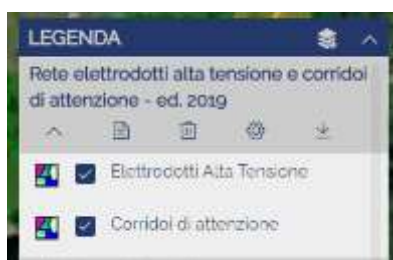 LEGENDA
Rete elettrodotti alta tensione e corridoi
di attenzione - ed. 2019
Elettrodotti Alta Tensione
Corridoi di attenzione